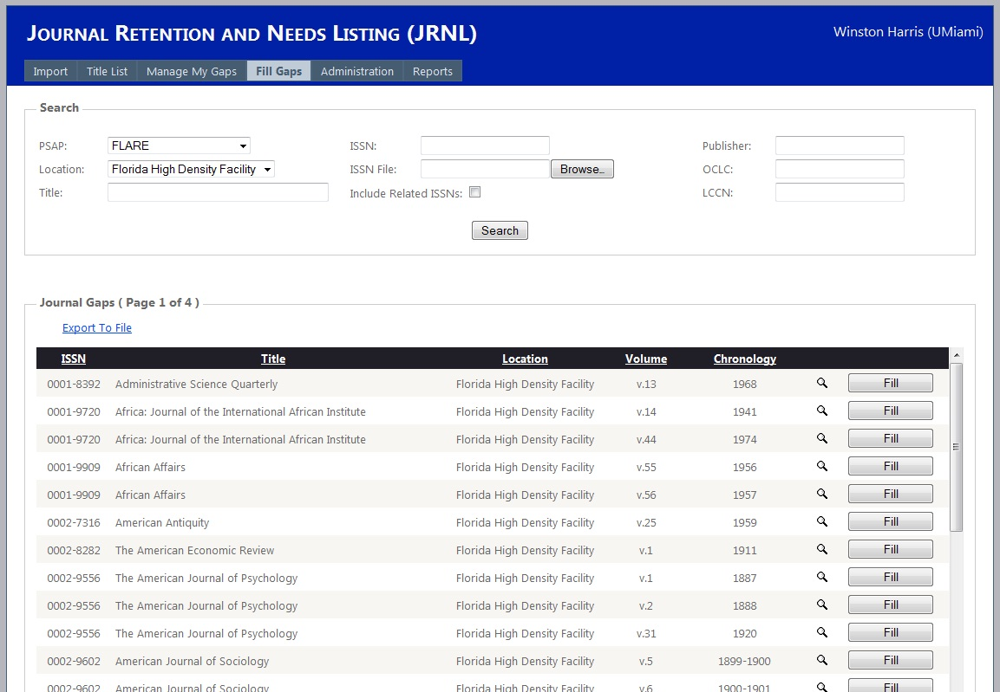 JOURNAL RETENTION AND NEEDS LISTING (JRNL)
Winston Harris (UMiami)
Import Title List Manage My Gaps Fill Gaps Administration Reports
Search
PSAP: FLARE ISSN: Publisher:
Location: Florida High Density Facility ISSN File: Browse... OCLC:
Title: Include Related ISSNs: LCCN:
Search
Journal Gaps ( Page 1 of 4 )
Export To File
ISSN Title Location Volume Chronology
0001-8392 Administrative Science Quarterly Florida High Density Facility v.13 1968 Fill
0001-9720 Africa: Journal of the International African Institute Florida High Density Facility v.14 1941 Fill
0001-9720 Africa: Journal of the International African Institute Florida High Density Facility v.44 1974 Fill
0001-9909 African Affairs Florida High Density Facility v.55 1956 Fill
0001-9909 African Affairs Florida High Density Facility v.56 1957 Fill
0002-7316 American Antiquity Florida High Density Facility v.25 1959 Fill
0002-8282 The American Economic Review Florida High Density Facility v.1 1911 Fill
0002-9556 The American Journal of Psychology Florida High Density Facility v.1 1887 Fill
0002-9556 The American Journal of Psychology Florida High Density Facility v.2 1888 Fill
0002-9556 The American Journal of Psychology Florida High Density Facility v.31 1920 Fill
0002-9602 American Journal of Sociology Florida High Density Facility v.5 1899-1900 Fill
0002-9602 American Journal of Sociology Florida High Density Facility v.6 1900-1901 Fill